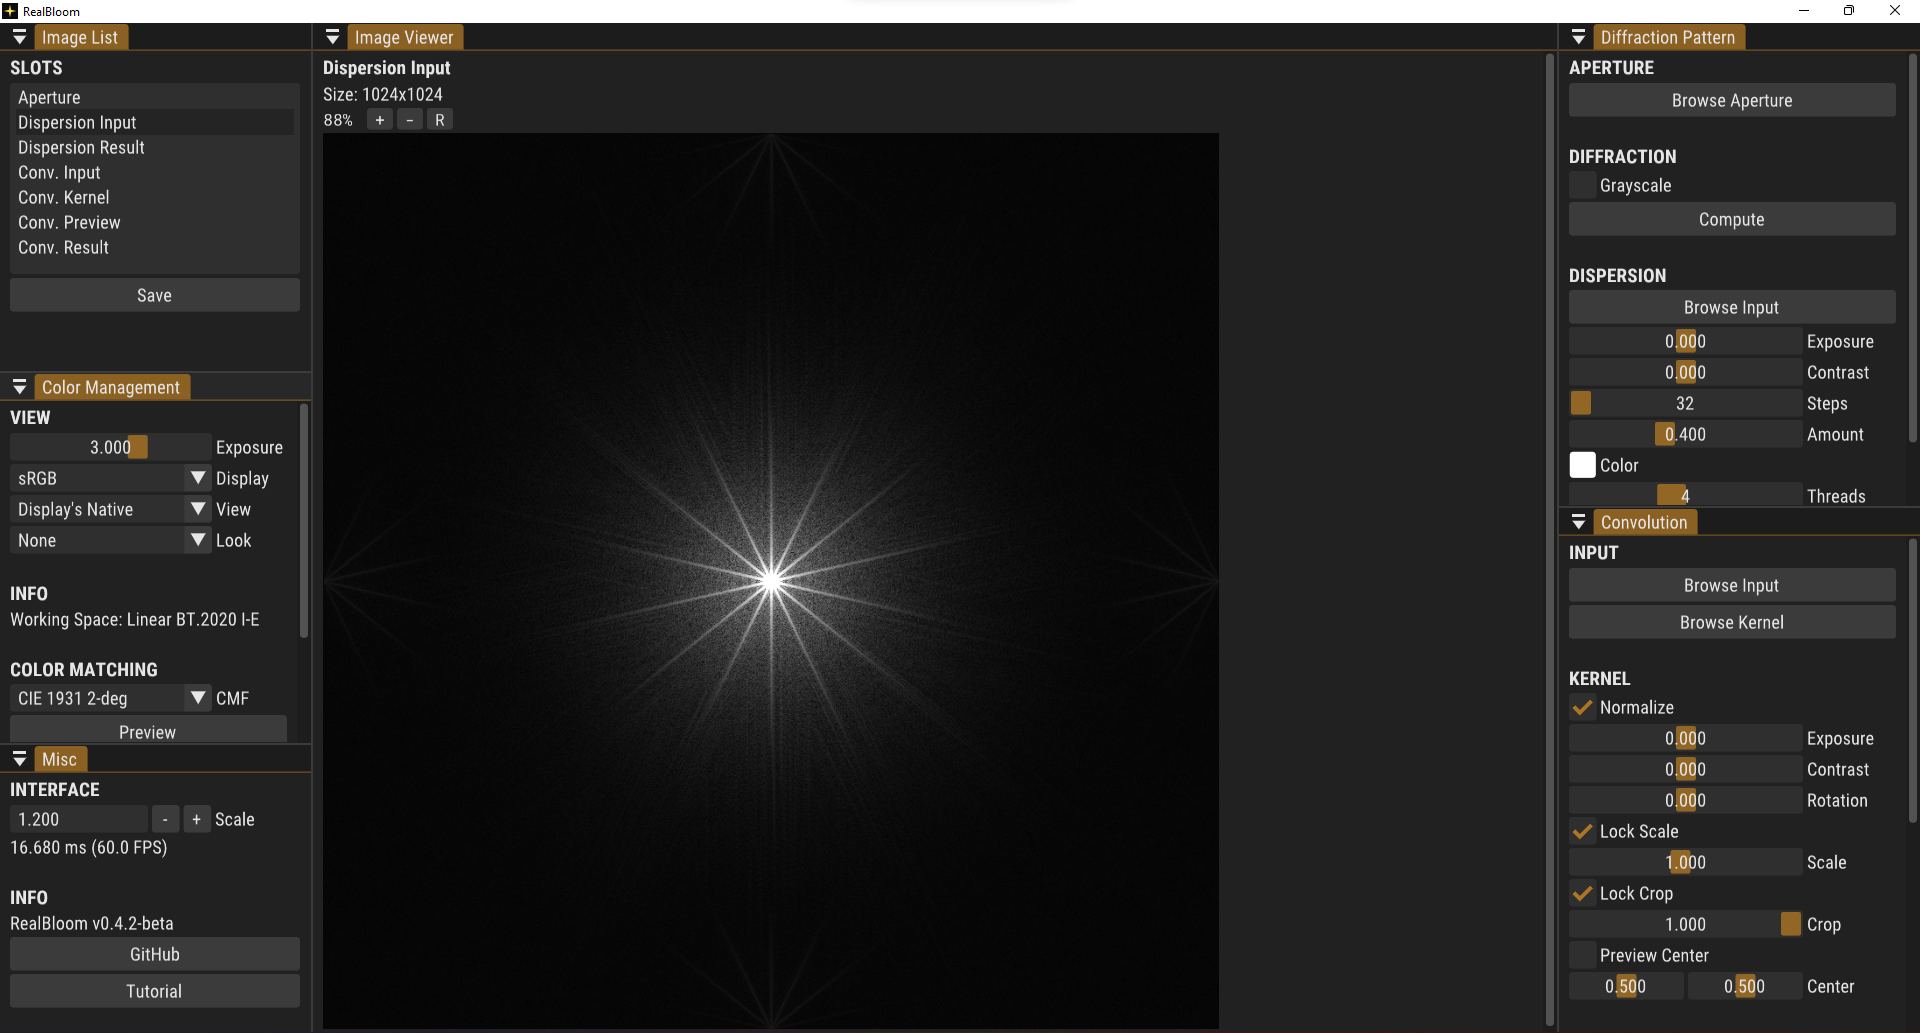 RealBloom
Image List
SLOTS
Aperture
Dispersion Input
Dispersion Result
Conv. Input
Conv. Kernel
Conv. Preview
Conv. Result
Save
Color Management
VIEW
3.000 Exposure
sRGB Display
Display's Native View
None Look
INFO
Working Space: Linear BT.2020 I-E
COLOR MATCHING
CIE 1931 2-deg CMF
Preview
Misc
INTERFACE
1.200 - + Scale
16.680 ms (60.0 FPS)
INFO
RealBloom v0.4.2-beta
GitHub
Tutorial
Image Viewer
Dispersion Input
Size: 1024x1024
88% + - R
Diffraction Pattern
APERTURE
Browse Aperture
DIFFRACTION
Grayscale
Compute
DISPERSION
Browse Input
0.000 Exposure
0.000 Contrast
32 Steps
0.400 Amount
Color
4 Threads
Convolution
INPUT
Browse Input
Browse Kernel
KERNEL
Normalize
0.000 Exposure
0.000 Contrast
0.000 Rotation
Lock Scale
1.000 Scale
Lock Crop
1.000 Crop
Preview Center
0.500 0.500 Center